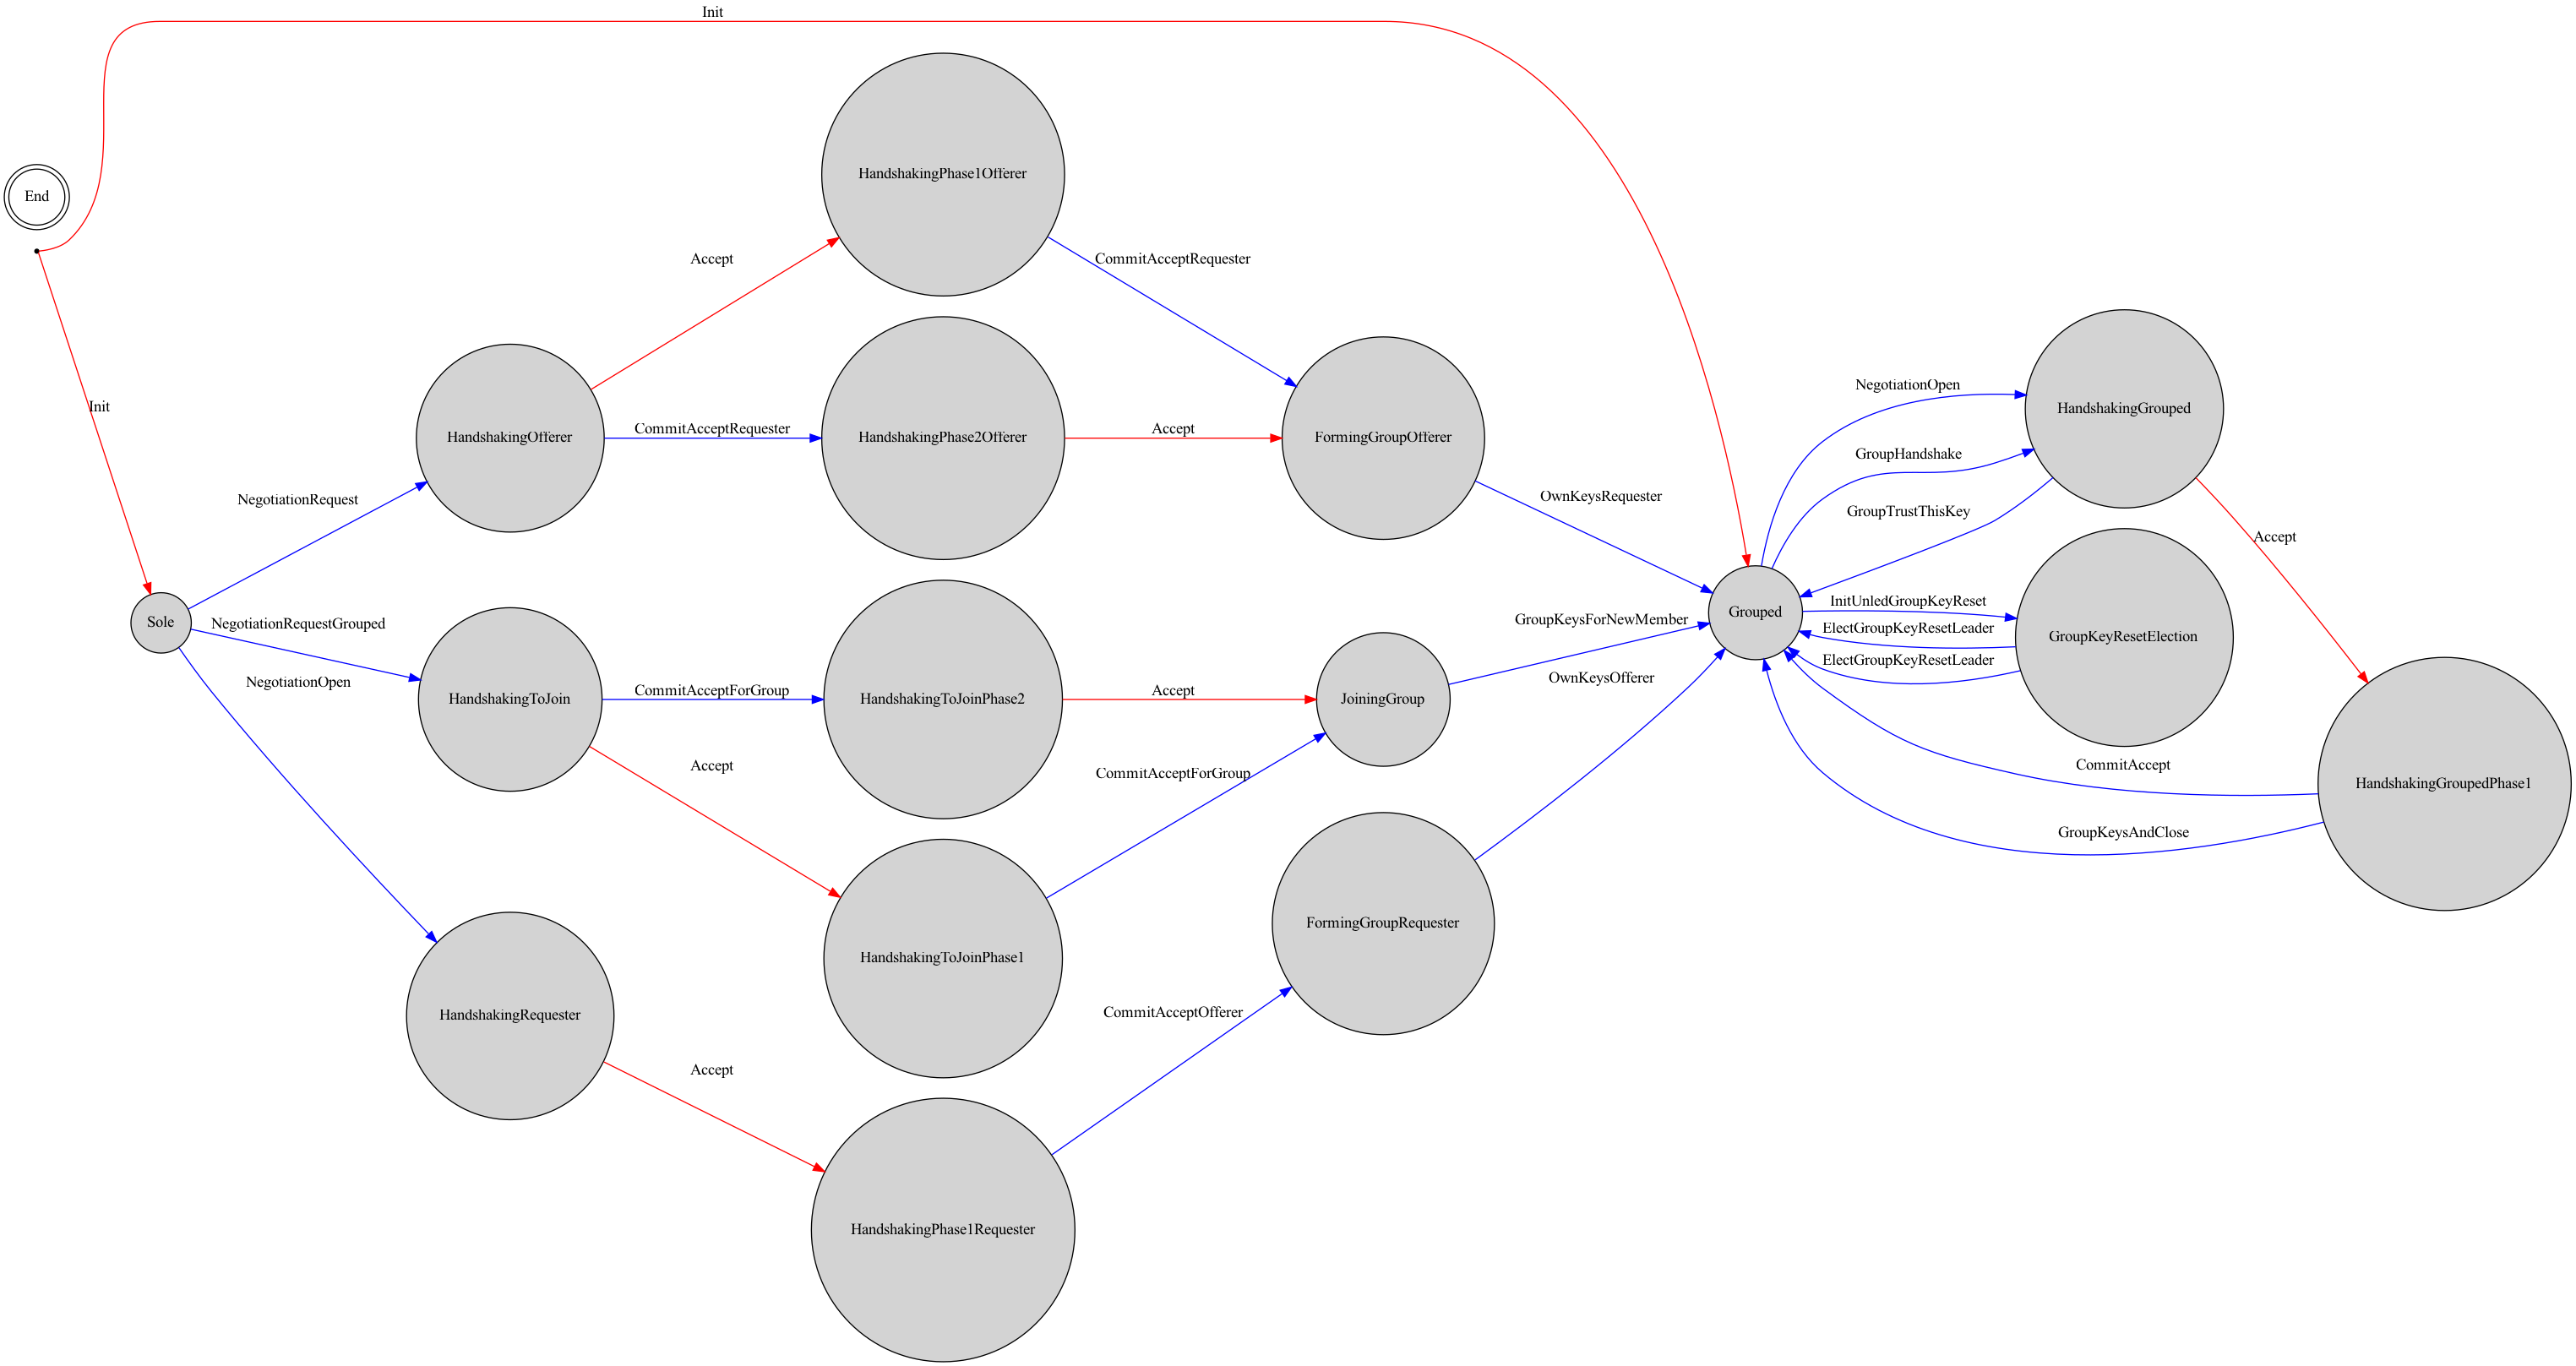 Init
End
HandshakingPhase1Offerer
Accept
CommitAcceptRequester
Init
NegotiationOpen
HandshakingGrouped
HandshakingOfferer
CommitAcceptRequester
HandshakingPhase2Offerer
Accept
FormingGroupOfferer
GroupHandshake
NegotiationRequest
OwnKeysRequester
GroupTrustThisKey
Accept
Sole
NegotiationRequestGrouped
GroupKeysForNewMember
Grouped
InitUnledGroupKeyReset
ElectGroupKeyResetLeader
GroupKeyResetElection
ElectGroupKeyResetLeader
NegotiationOpen
HandshakingToJoin
CommitAcceptForGroup
HandshakingToJoinPhase2
Accept
JoiningGroup
OwnKeysOfferer
Accept
CommitAcceptForGroup
CommitAccept
HandshakingGroupedPhase1
GroupKeysAndClose
HandshakingToJoinPhase1
FormingGroupRequester
HandshakingRequester
CommitAcceptOfferer
Accept
HandshakingPhase1Requester